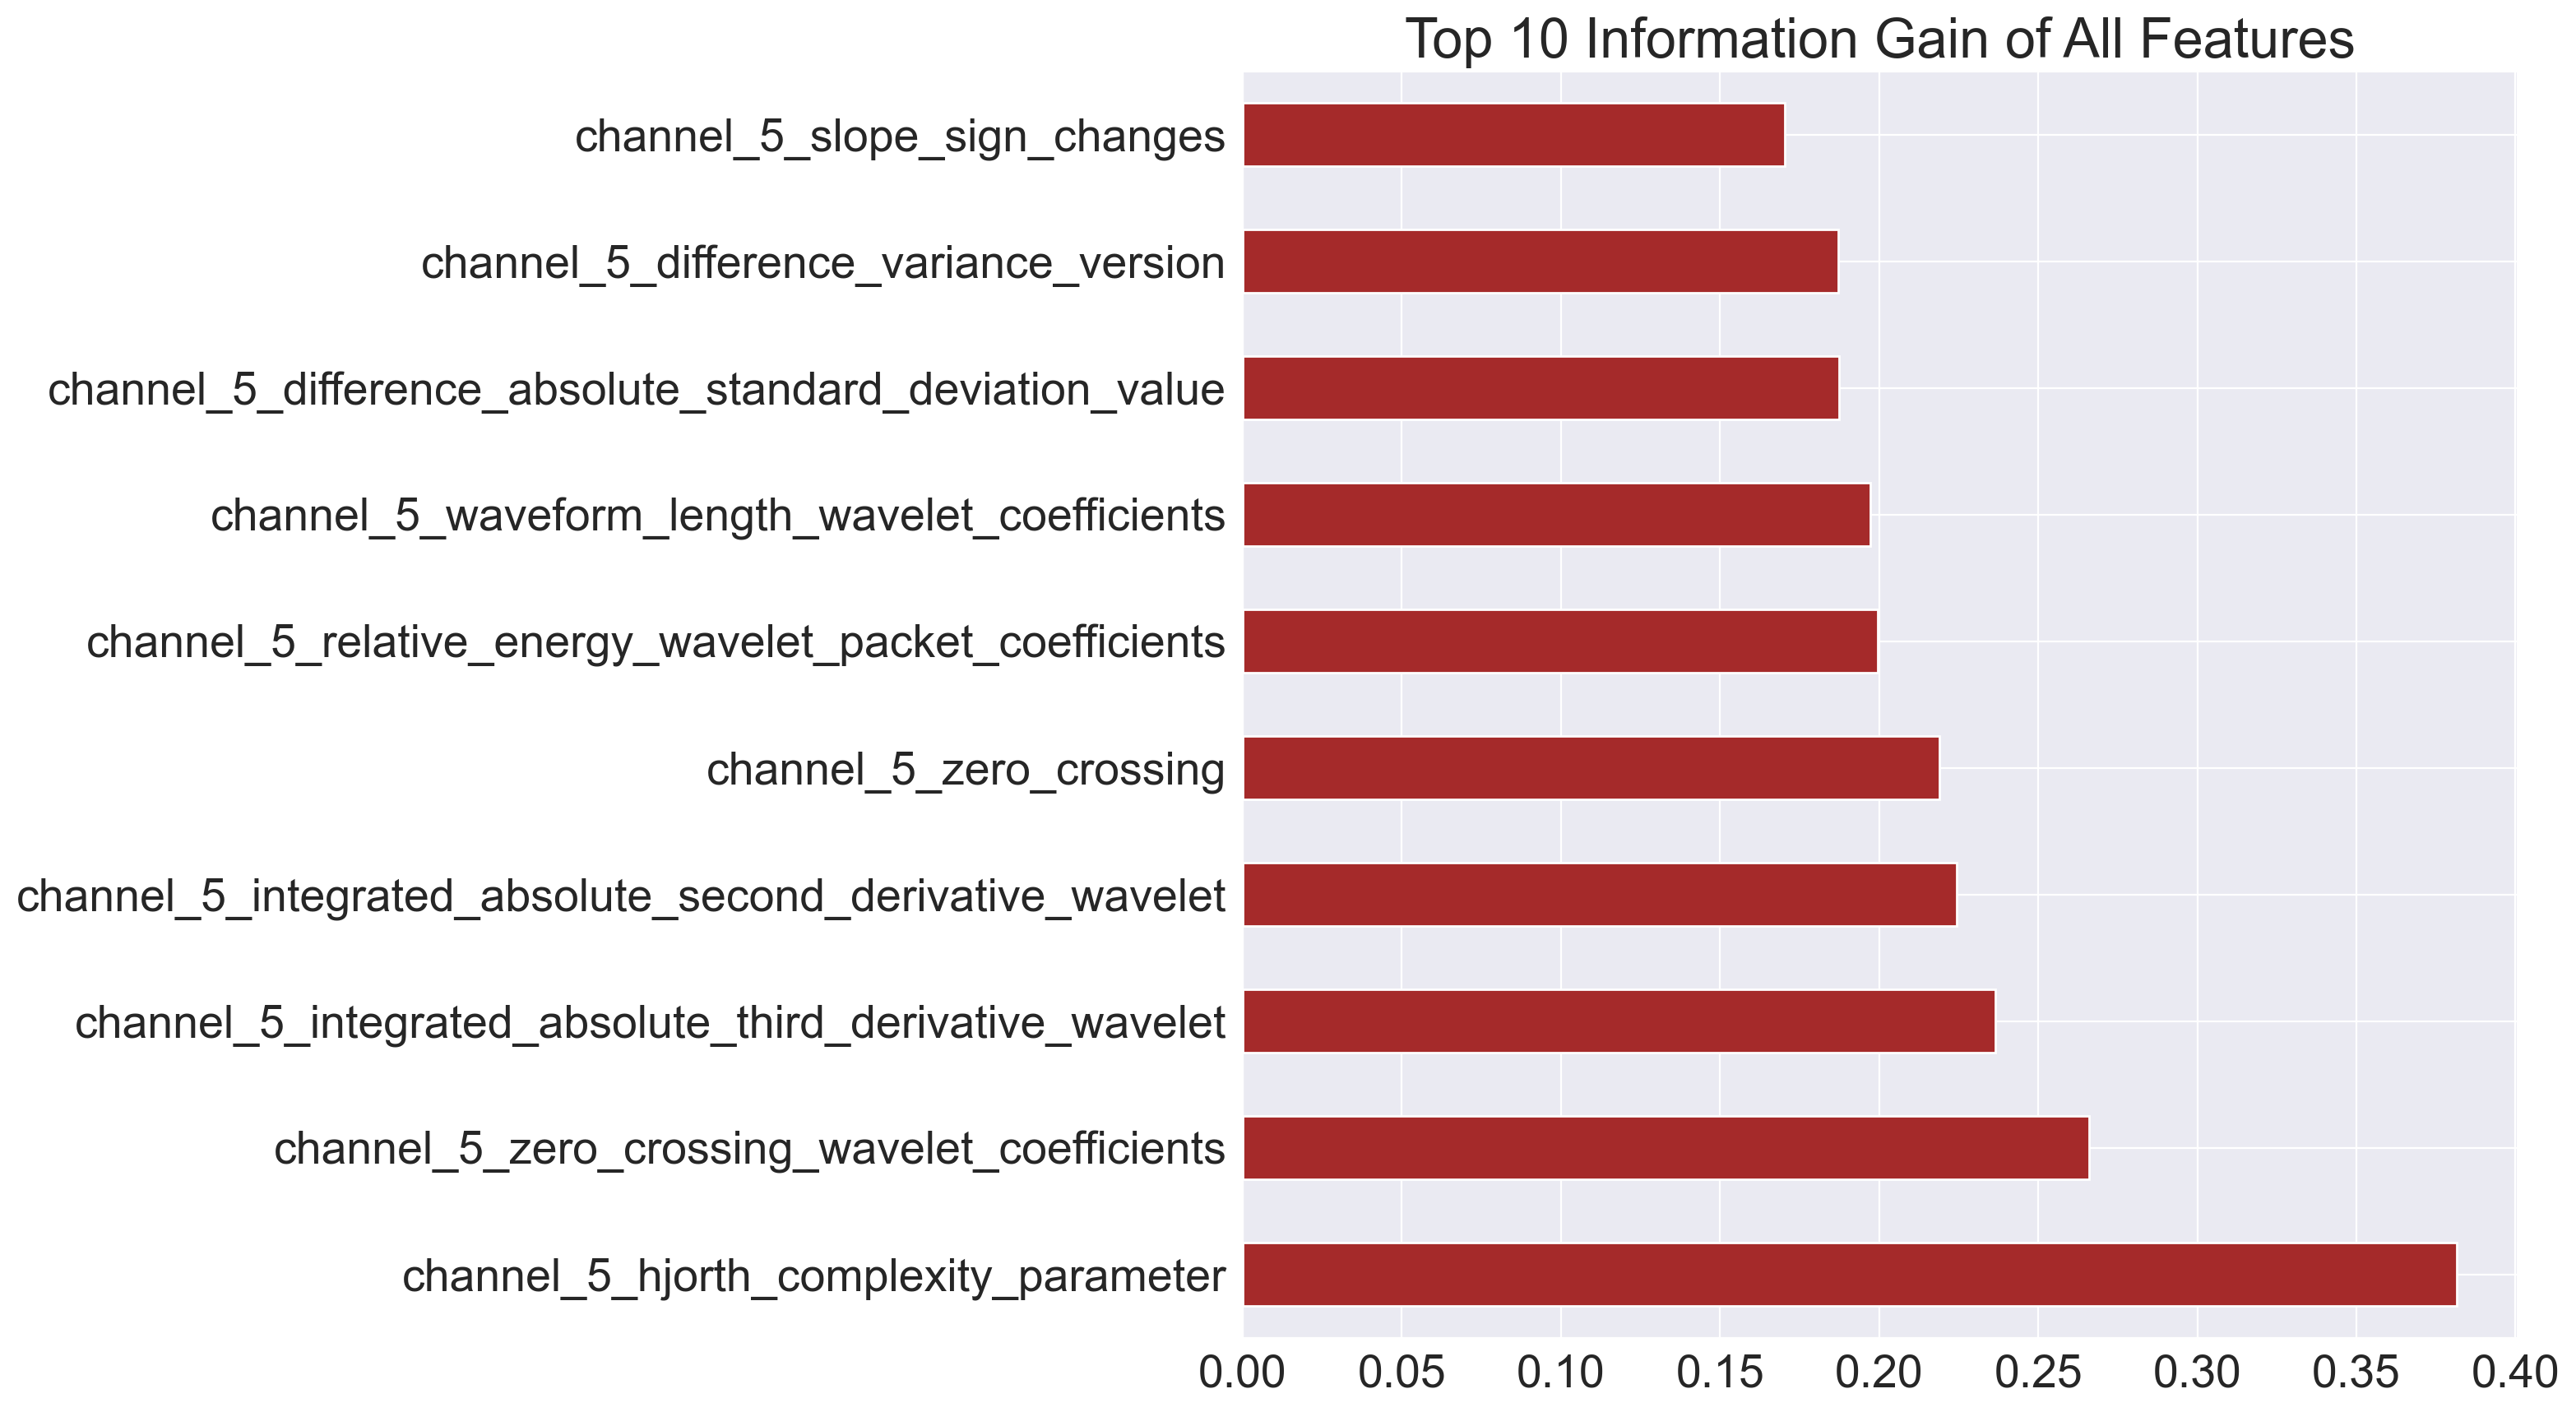 Top 10 Information Gain of All Features
channel_5_slope_sign_changes
channel_5_difference_variance_version
channel_5_difference_absolute_standard_deviation_value
channel_5_waveform_length_wavelet_coefficients
channel_5_relative_energy_wavelet_packet_coefficients
channel_5_zero_crossing
channel_5_integrated_absolute_second_derivative_wavelet
channel_5_integrated_absolute_third_derivative_wavelet
channel_5_zero_crossing_wavelet_coefficients
channel_5_hjorth_complexity_parameter
0.00 0.05 0.10 0.15 0.20 0.25 0.30 0.35 0.40